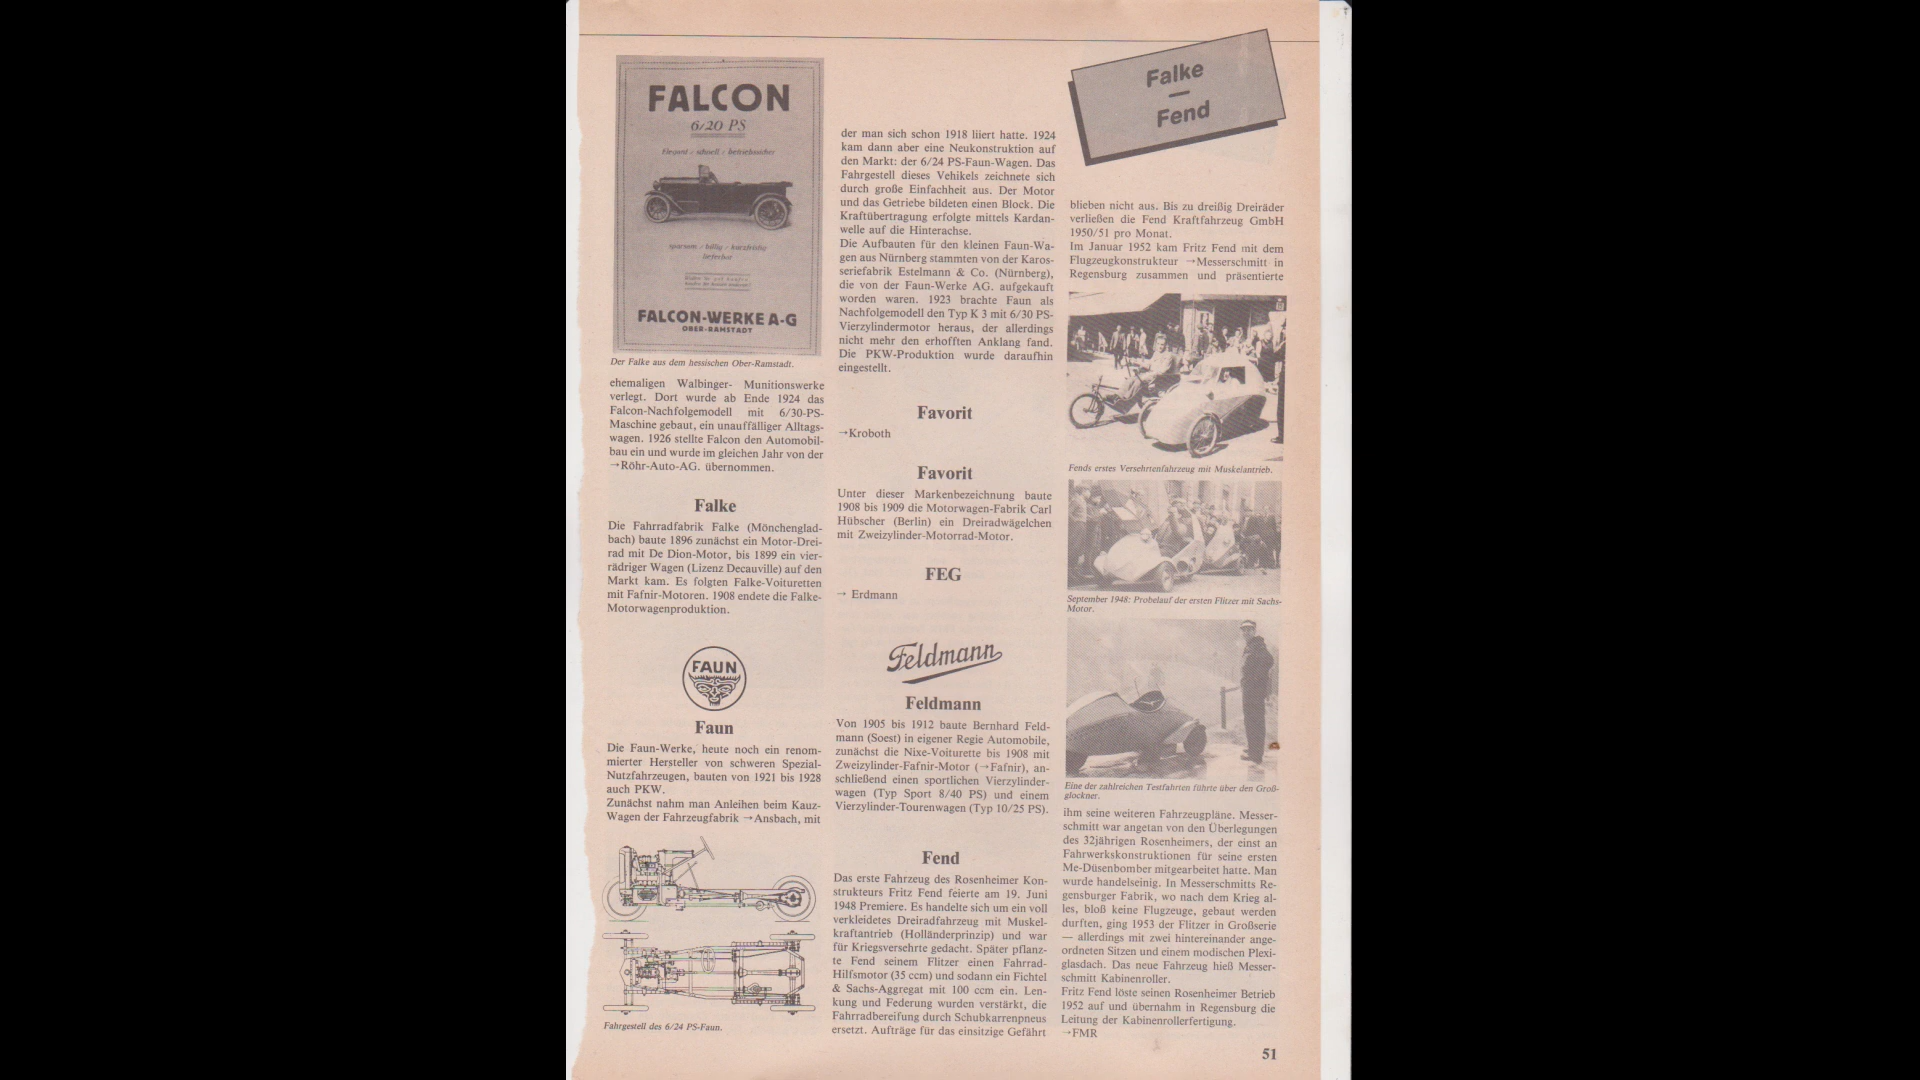 FALCON
6/20 PS
Elegant / schnell / betriebssicher
sparsam / billig / kurzfristig
lieferbar
FALCON-WERKE A-G
OBER-RAMSTADT
Der Falke aus dem hessischen Ober-Ramstadt.
ehemaligen Walbinger- Munitionswerke
verlegt. Dort wurde ab Ende 1924 das
Falcon-Nachfolgemodell mit 6/30-PS-
Maschine gebaut, ein unauffälliger Alltags-
wagen. 1926 stellte Falcon den Automobil-
bau ein und wurde im gleichen Jahr von der
→Röhr-Auto-AG. übernommen.
Falke
Die Fahrradfabrik Falke (Mönchenglad-
bach) baute 1896 zunächst ein Motor-Drei-
rad mit De Dion-Motor, bis 1899 ein vier-
rädriger Wagen (Lizenz Decauville) auf den
Markt kam. Es folgten Falke-Voituretten
mit Fafnir-Motoren. 1908 endete die Falke-
Motorwagenproduktion.
FAUN
Faun
Die Faun-Werke, heute noch ein renom-
mierter Hersteller von schweren Spezial-
Nutzfahrzeugen, bauten von 1921 bis 1928
auch PKW.
Zunächst nahm man Anleihen beim Kauz-
Wagen der Fahrzeugfabrik →Ansbach, mit
Fahrgestell des 6/24 PS-Faun.
der man sich schon 1918 liiert hatte. 1924
kam dann aber eine Neukonstruktion auf
den Markt: der 6/24 PS-Faun-Wagen. Das
Fahrgestell dieses Vehikels zeichnete sich
durch große Einfachheit aus. Der Motor
und das Getriebe bildeten einen Block. Die
Kraftübertragung erfolgte mittels Kardan-
welle auf die Hinterachse.
Die Aufbauten für den kleinen Faun-Wa-
gen aus Nürnberg stammten von der Karos-
seriefabrik Estelmann & Co. (Nürnberg),
die von der Faun-Werke AG. aufgekauft
worden waren. 1923 brachte Faun als
Nachfolgemodell den Typ K 3 mit 6/30 PS-
Vierzylindermotor heraus, der allerdings
nicht mehr den erhofften Anklang fand.
Die PKW-Produktion wurde daraufhin
eingestellt.
Favorit
→Kroboth
Favorit
Unter dieser Markenbezeichnung baute
1908 bis 1909 die Motorwagen-Fabrik Carl
Hübscher (Berlin) ein Dreiradwägelchen
mit Zweizylinder-Motorrad-Motor.
FEG
→ Erdmann
Feldmann
Feldmann
Von 1905 bis 1912 baute Bernhard Feld-
mann (Soest) in eigener Regie Automobile,
zunächst die Nixe-Voiturette bis 1908 mit
Zweizylinder-Fafnir-Motor (→Fafnir), an-
schließend einen sportlichen Vierzylinder-
wagen (Typ Sport 8/40 PS) und einem
Vierzylinder-Tourenwagen (Typ 10/25 PS).
Fend
Das erste Fahrzeug des Rosenheimer Kon-
strukteurs Fritz Fend feierte am 19. Juni
1948 Premiere. Es handelte sich um ein voll
verkleidetes Dreiradfahrzeug mit Muskel-
kraftantrieb (Holländerprinzip) und war
für Kriegsversehrte gedacht. Später pflanz-
te Fend seinem Flitzer einen Fahrrad-
Hilfsmotor (35 ccm) und sodann ein Fichtel
& Sachs-Aggregat mit 100 ccm ein. Len-
kung und Federung wurden verstärkt, die
Fahrradbereifung durch Schubkarrenpneus
ersetzt. Aufträge für das einsitzige Gefährt
Falke
—
Fend
blieben nicht aus. Bis zu dreißig Dreiräder
verließen die Fend Kraftfahrzeug GmbH
1950/51 pro Monat.
Im Januar 1952 kam Fritz Fend mit dem
Flugzeugkonstrukteur →Messerschmitt in
Regensburg zusammen und präsentierte
Fends erstes Versehrtenfahrzeug mit Muskelantrieb.
September 1948: Probelauf der ersten Flitzer mit Sachs-
Motor.
Eine der zahlreichen Testfahrten führte über den Groß-
glockner.
ihm seine weiteren Fahrzeugpläne. Messer-
schmitt war angetan von den Überlegungen
des 32jährigen Rosenheimers, der einst an
Fahrwerkskonstruktionen für seine ersten
Me-Düsenbomber mitgearbeitet hatte. Man
wurde handelseinig. In Messerschmitts Re-
gensburger Fabrik, wo nach dem Krieg al-
les, bloß keine Flugzeuge, gebaut werden
durften, ging 1953 der Flitzer in Großserie
— allerdings mit zwei hintereinander ange-
ordneten Sitzen und einem modischen Plexi-
glasdach. Das neue Fahrzeug hieß Messer-
schmitt Kabinenroller.
Fritz Fend löste seinen Rosenheimer Betrieb
1952 auf und übernahm in Regensburg die
Leitung der Kabinenrollerfertigung.
→FMR
51